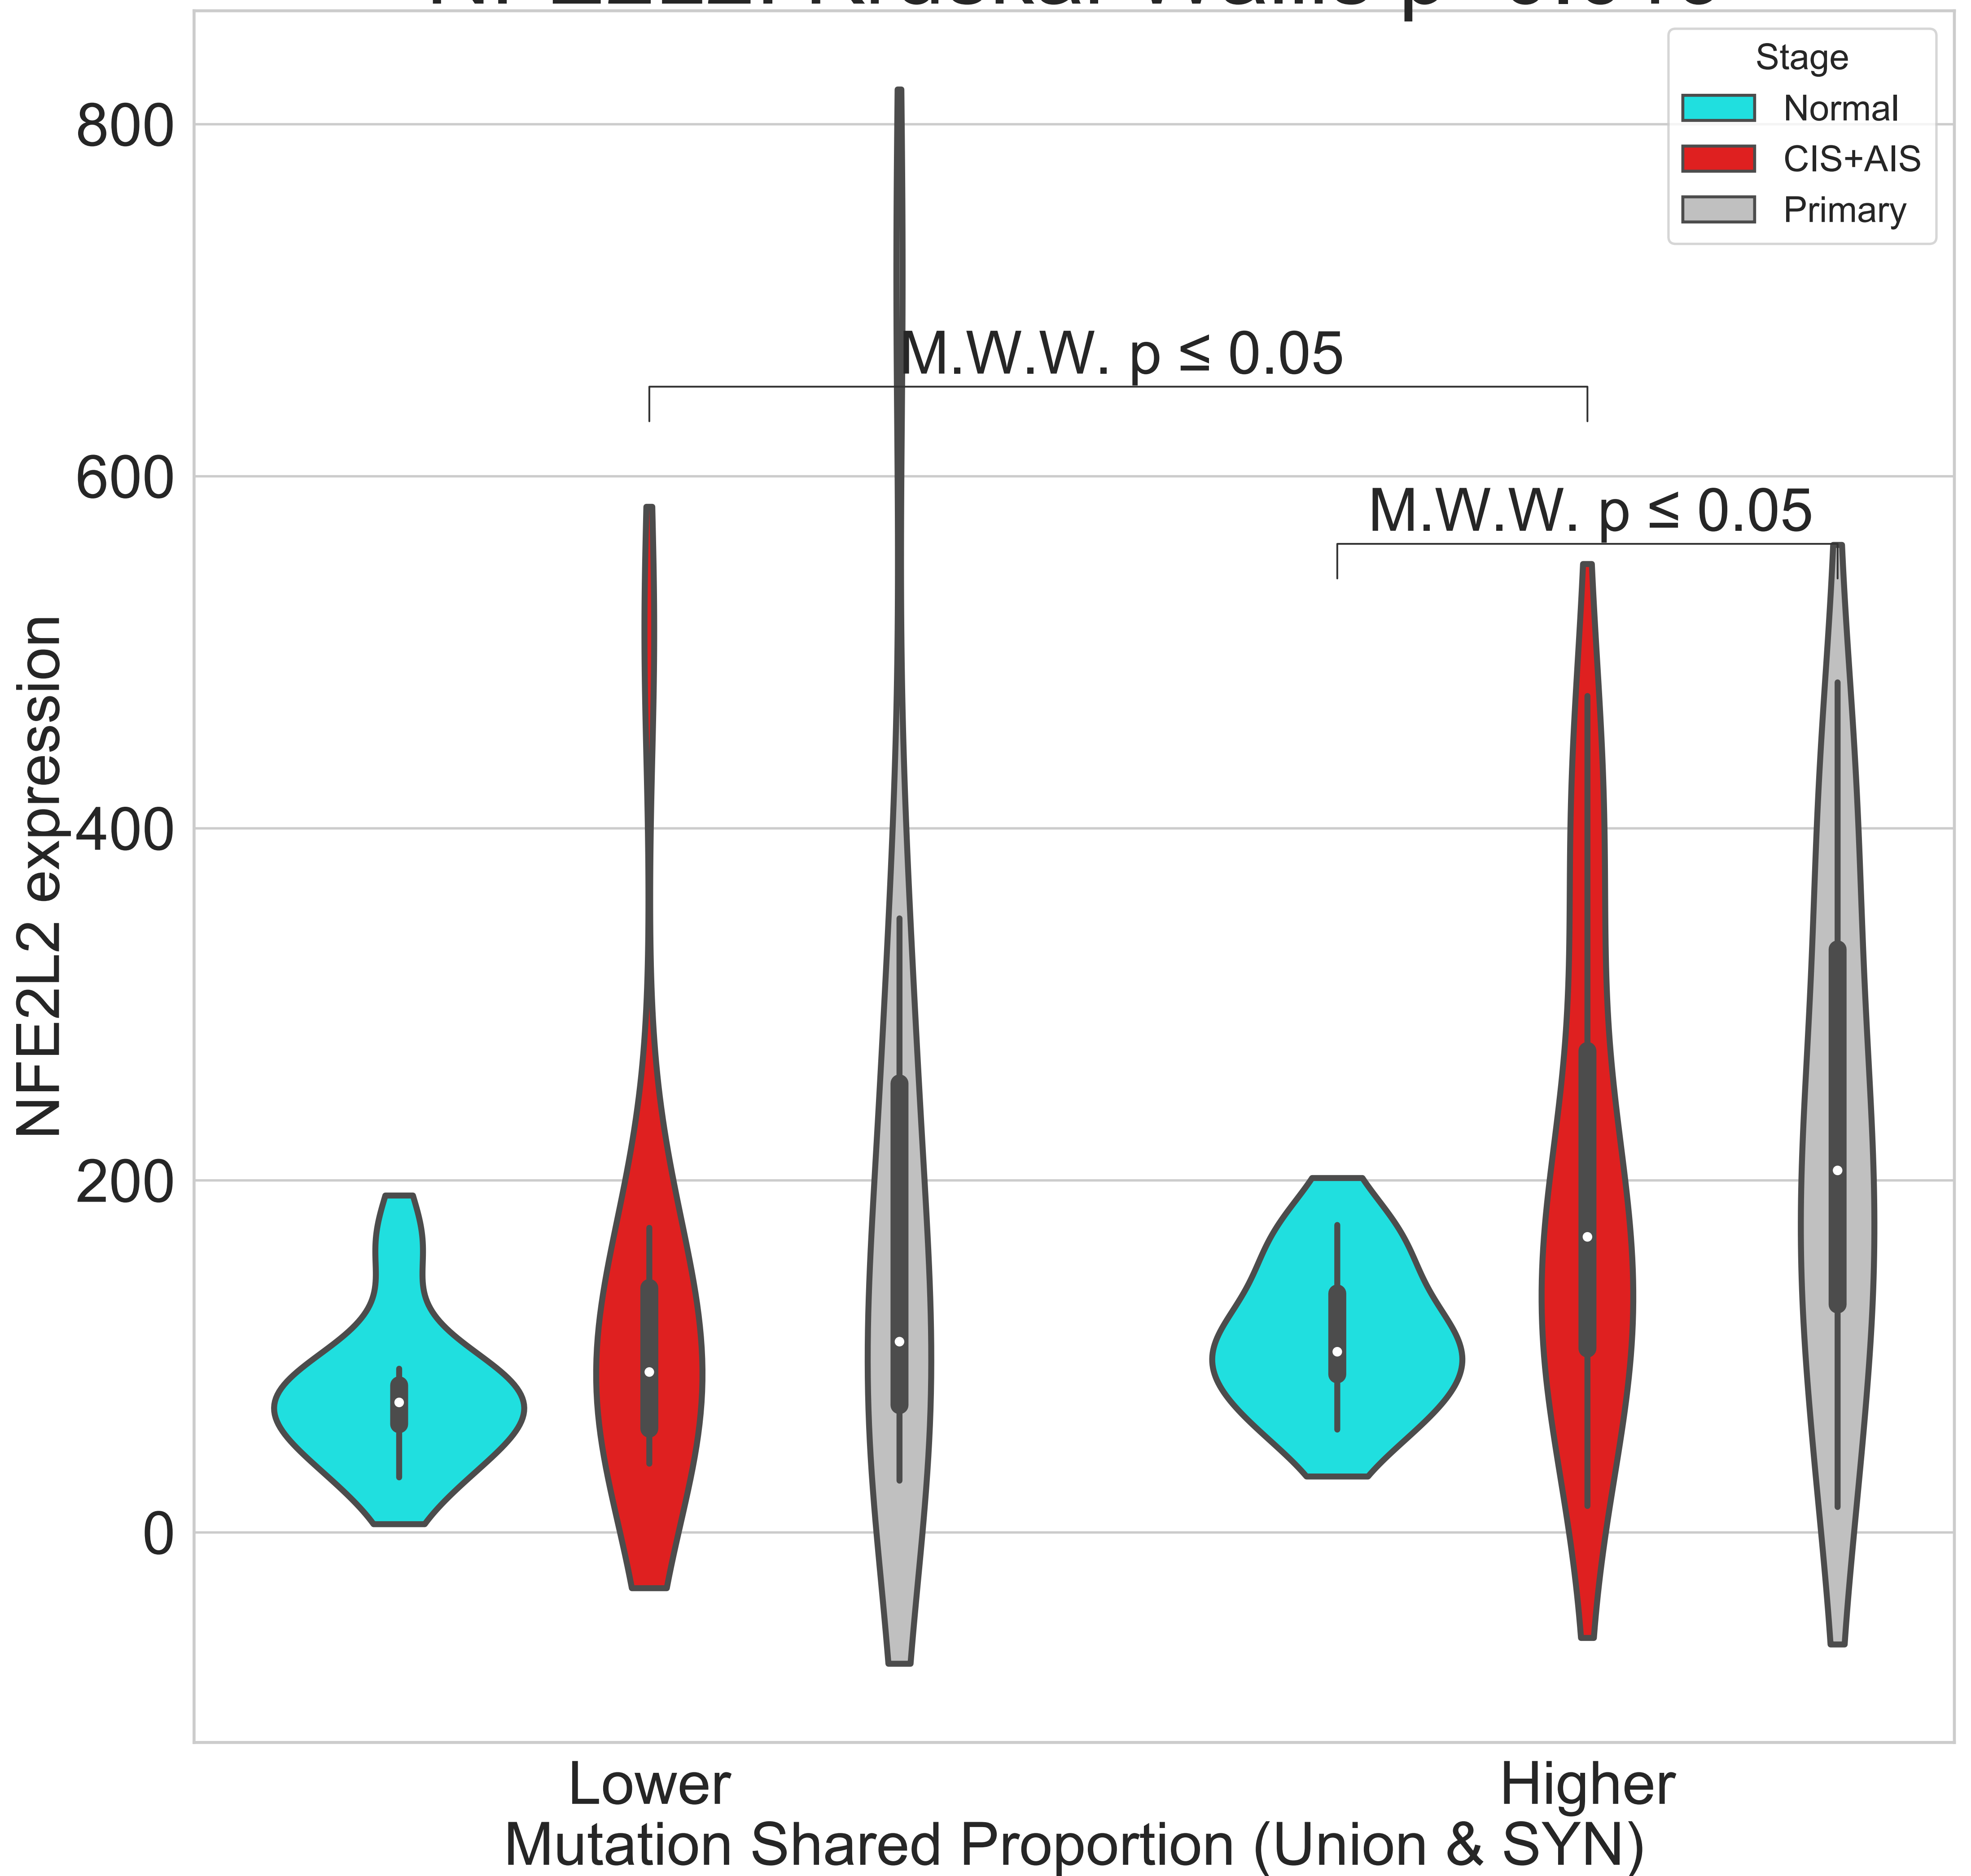 Stage
Normal
CIS+AIS
Primary
800
600
400
200
0
M.W.W. p ≤ 0.05
M.W.W. p ≤ 0.05
NFE2L2 expression
Lower
Higher
Mutation Shared Proportion (Union & SYN)